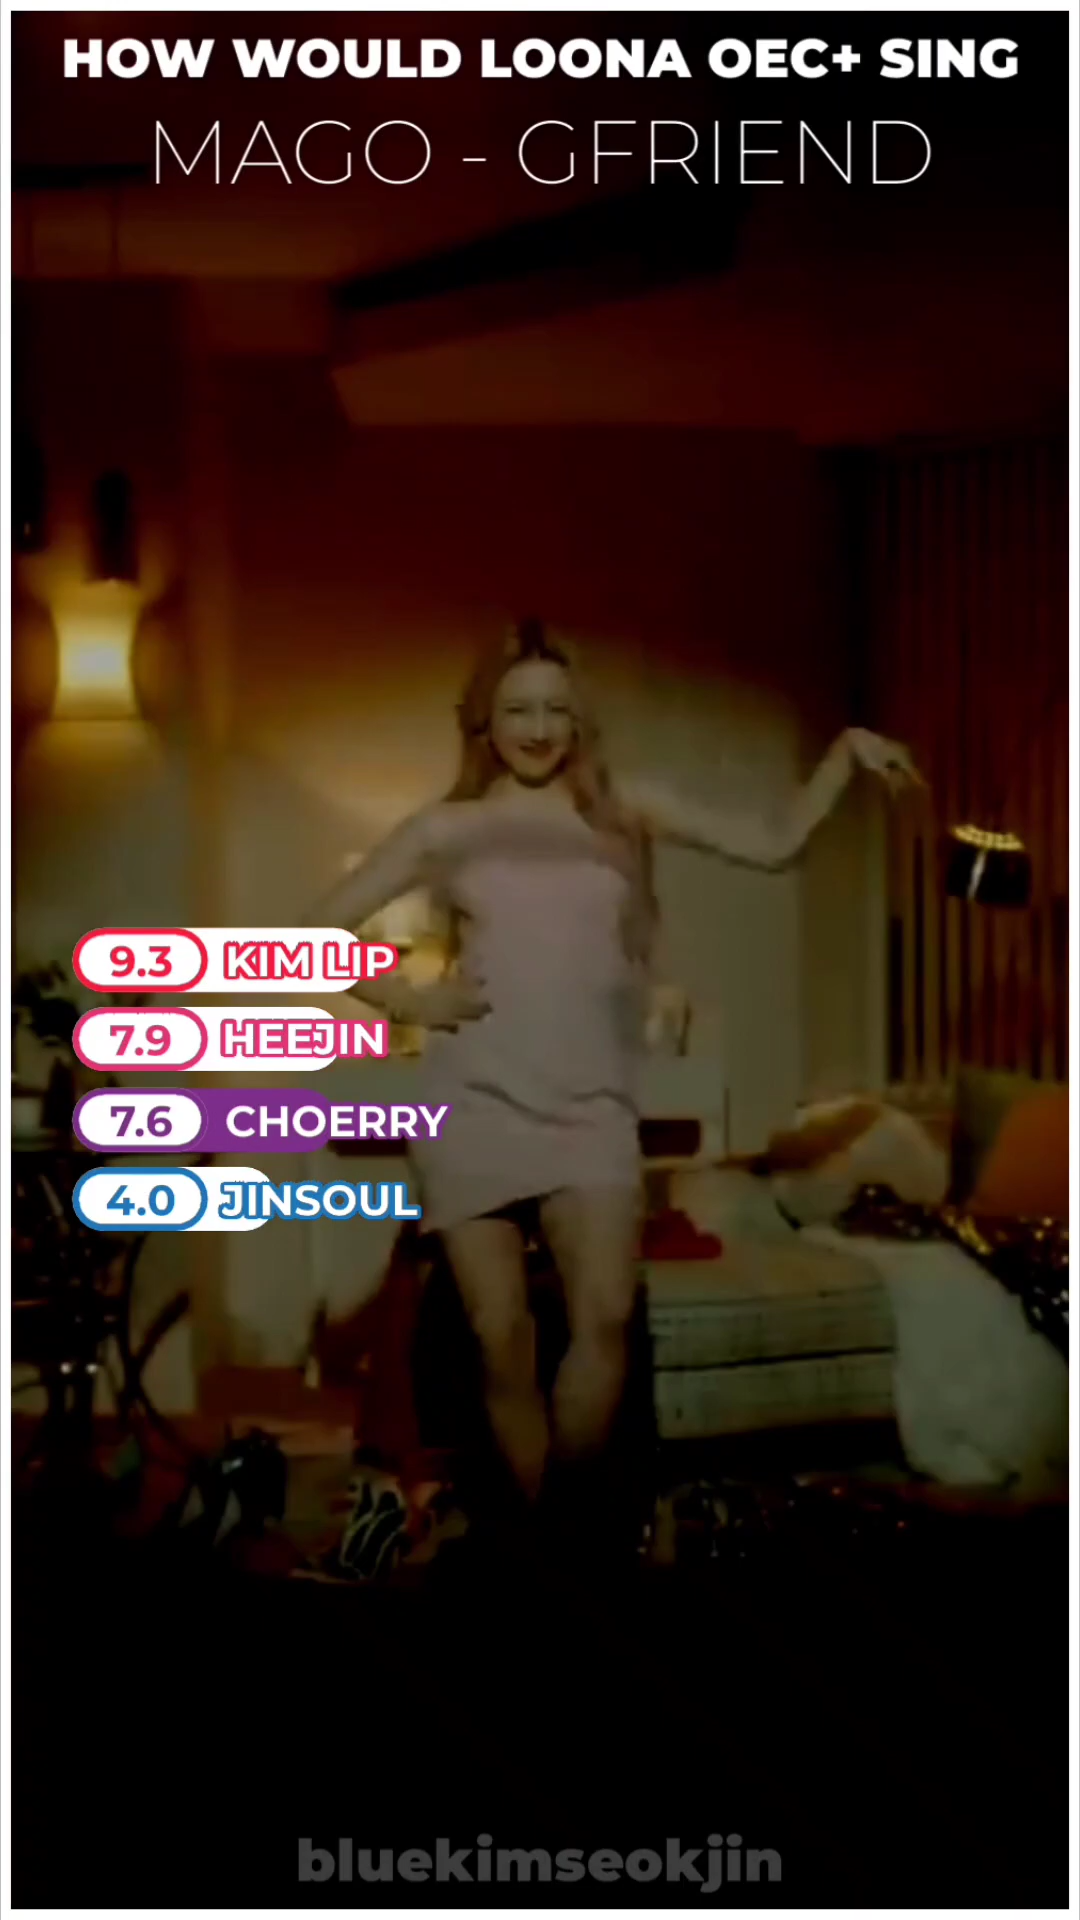 HOW WOULD LOONA OEC+ SING
MAGO - GFRIEND
9.3 KIM LIP
7.9 HEEJIN
7.6 CHOERRY
4.0 JINSOUL
bluekimseokjin